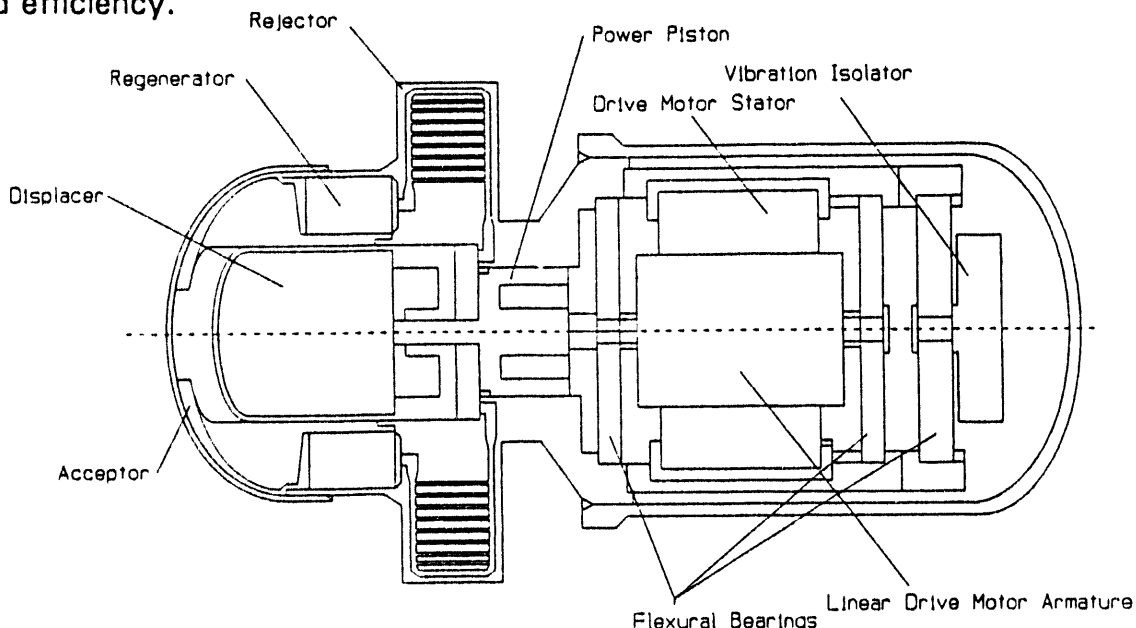 d efficiency.
Rejector
Power Piston
Regenerator
Vibration Isolator
Drive Motor Stator
Displacer
Acceptor
Linear Drive Motor Armature
Flexural Bearings